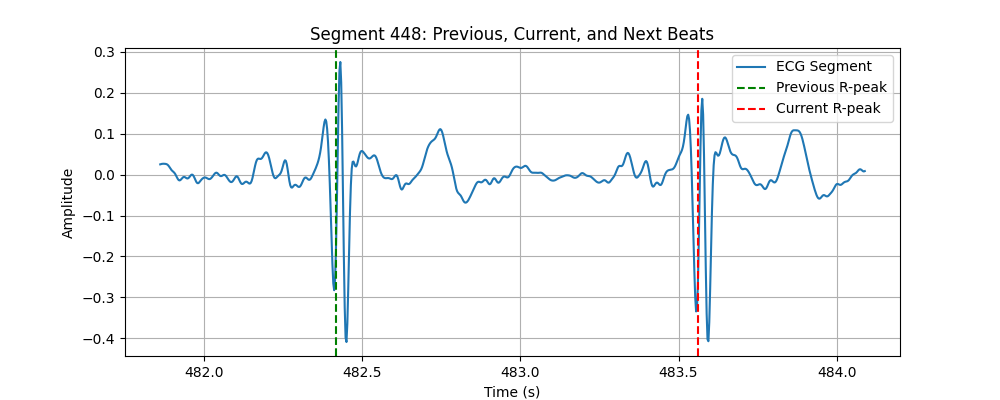 Segment 448: Previous, Current, and Next Beats
ECG Segment
Previous R-peak
Current R-peak
0.3
0.2
0.1
0.0
−0.1
−0.2
−0.3
−0.4
Amplitude
482.0 482.5 483.0 483.5 484.0
Time (s)